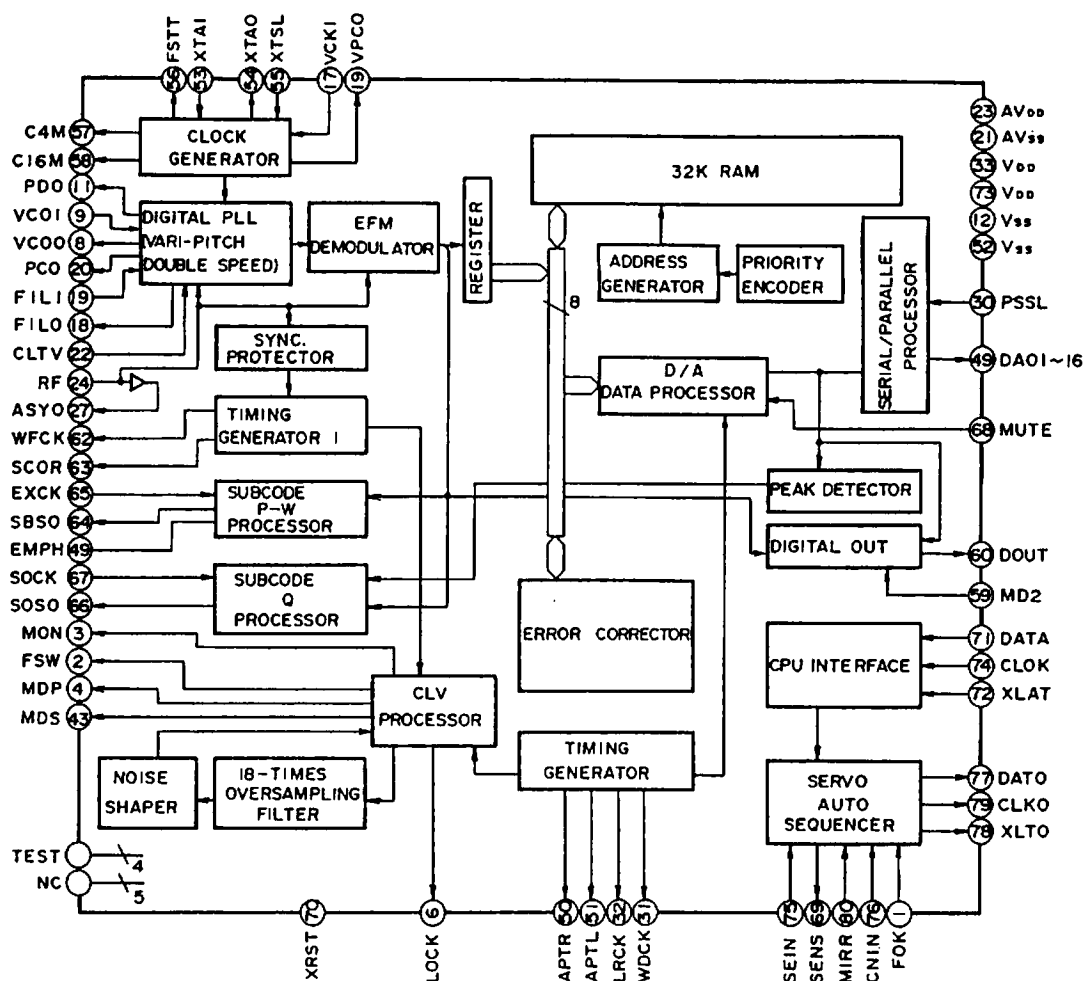 FSTT XTAI XTAO XTSL VCKI VPCO
56 53 54 55 17 19
C4M 57
C16M 58
PDO 11
VCOI 9
VCOO 8
PCO 20
FILI 19
FILO 18
CLTV 22
RF 24
ASYO 27
WFCK 62
SCOR 63
EXCK 65
SBSO 64
EMPH 49
SOCK 67
SOSO 66
MON 3
FSW 2
MDP 4
MDS 43
TEST 4
NC 5
CLOCK
GENERATOR
DIGITAL PLL
(VARI-PITCH
DOUBLE SPEED)
EFM
DEMODULATOR
REGISTER
SYNC.
PROTECTOR
TIMING
GENERATOR 1
SUBCODE
P-W
PROCESSOR
SUBCODE
Q
PROCESSOR
CLV
PROCESSOR
NOISE
SHAPER
18-TIMES
OVERSAMPLING
FILTER
32K RAM
8
ADDRESS
GENERATOR
PRIORITY
ENCODER
D/A
DATA PROCESSOR
SERIAL/PARALLEL
PROCESSOR
PEAK DETECTOR
DIGITAL OUT
ERROR CORRECTOR
CPU INTERFACE
TIMING
GENERATOR
SERVO
AUTO
SEQUENCER
23 AVDD
21 AVss
33 VDD
73 VDD
12 Vss
52 Vss
30 PSSL
49 DAO1~16
68 MUTE
60 DOUT
59 MD2
71 DATA
74 CLOK
72 XLAT
77 DATO
79 CLKO
78 XLTO
70 6 50 51 32 31 75 69 80 76 1
XRST LOCK APTR APTL LRCK WDCK SEIN SENS MIRR CNIN FOK